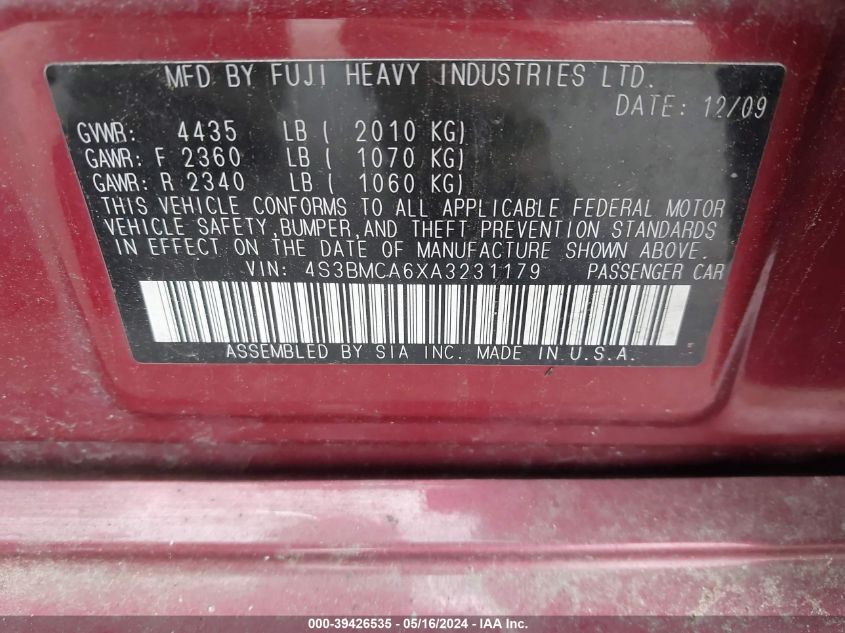 MFD BY FUJI HEAVY INDUSTRIES LTD.
DATE: 12/09
GVWR: 4435 LB ( 2010 KG)
GAWR: F 2360 LB ( 1070 KG)
GAWR: R 2340 LB ( 1060 KG)
THIS VEHICLE CONFORMS TO ALL APPLICABLE FEDERAL MOTOR
VEHICLE SAFETY,BUMPER,AND THEFT PREVENTION STANDARDS
IN EFFECT ON THE DATE OF MANUFACTURE SHOWN ABOVE.
VIN: 4S3BMCA6XA3231179 PASSENGER CAR
ASSEMBLED BY SIA INC. MADE IN U.S.A.
000-39426535 - 05/16/2024 - IAA Inc.